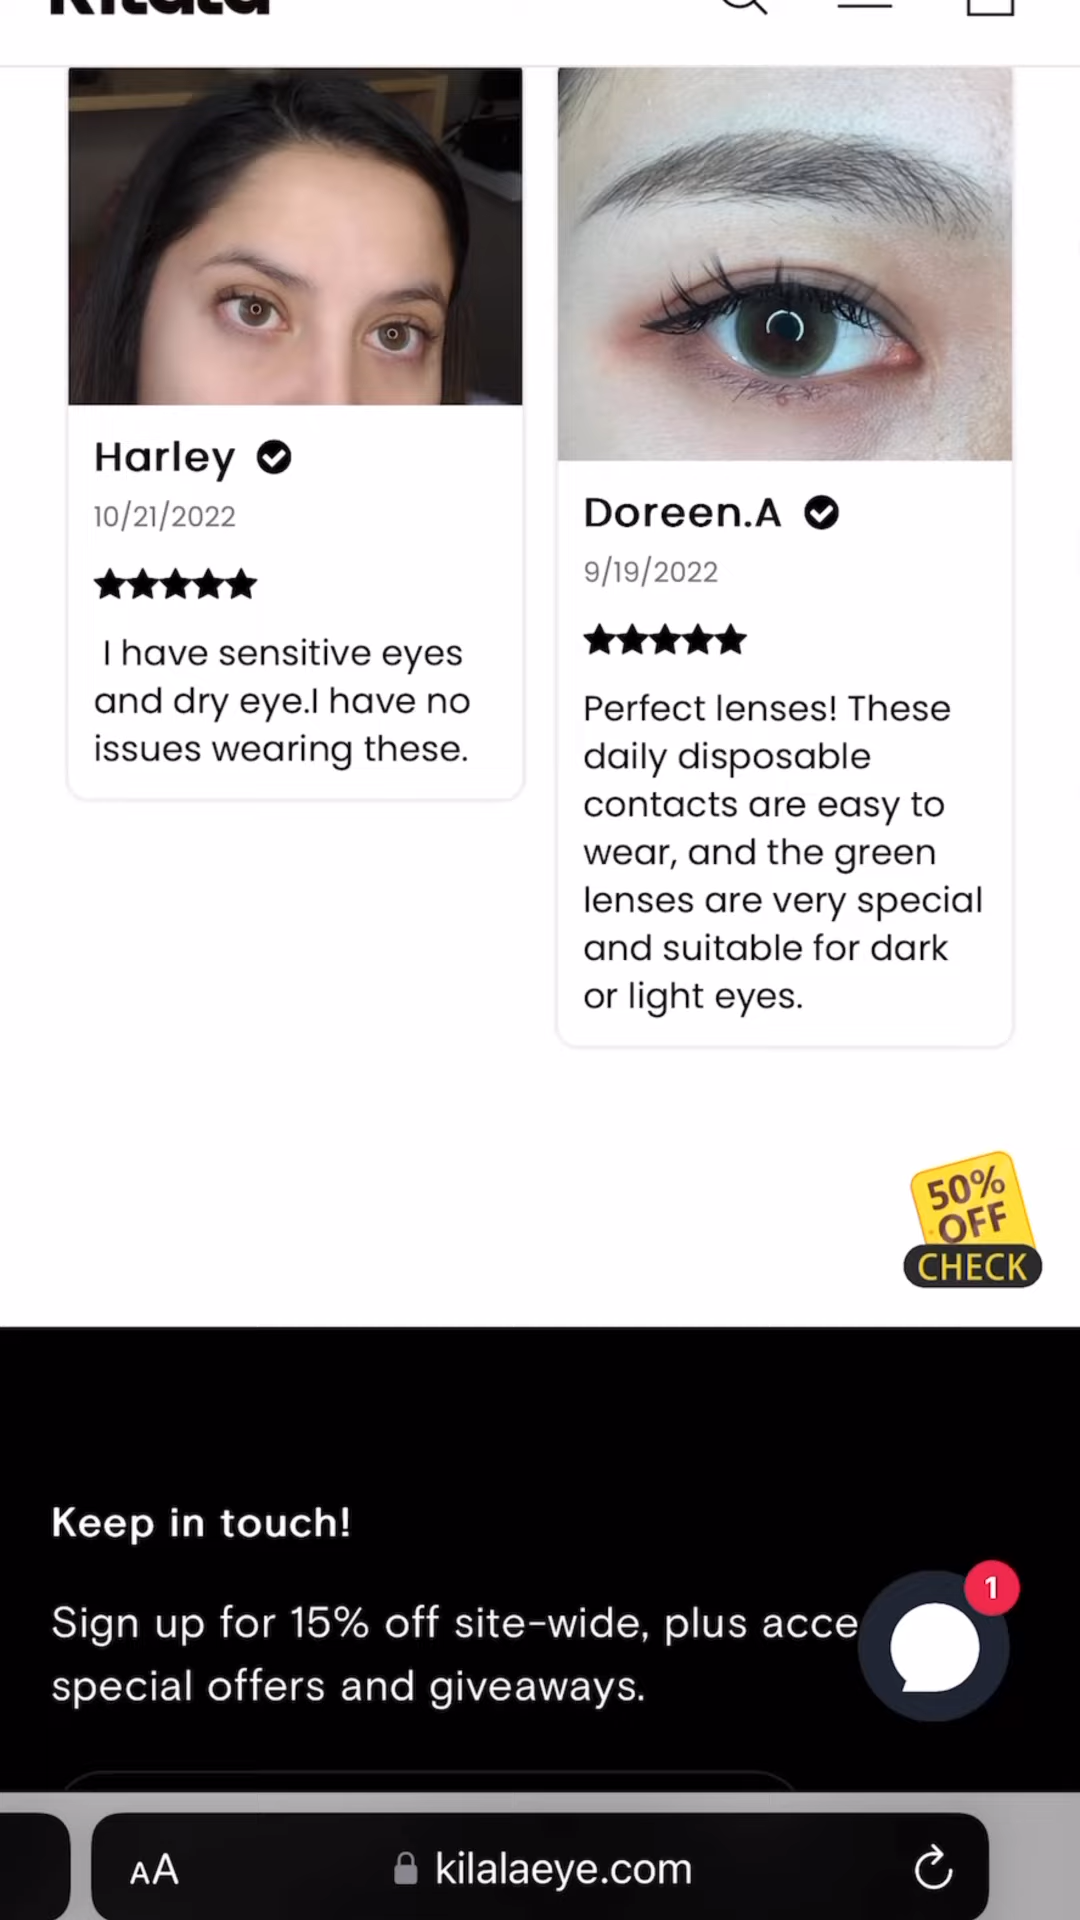 Kilala
Harley
10/21/2022
I have sensitive eyes
and dry eye.I have no
issues wearing these.
Doreen.A
9/19/2022
Perfect lenses! These
daily disposable
contacts are easy to
wear, and the green
lenses are very special
and suitable for dark
or light eyes.
50%
OFF
CHECK
Keep in touch!
Sign up for 15% off site-wide, plus acce
special offers and giveaways.
1
AA
kilalaeye.com